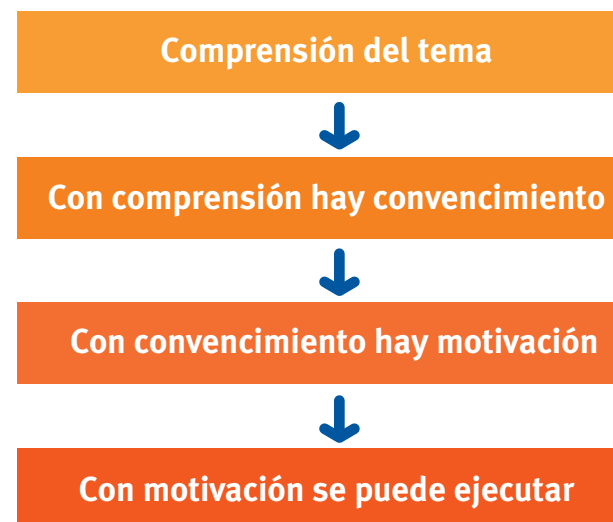 Comprensión del tema
Con comprensión hay convencimiento
Con convencimiento hay motivación
Con motivación se puede ejecutar